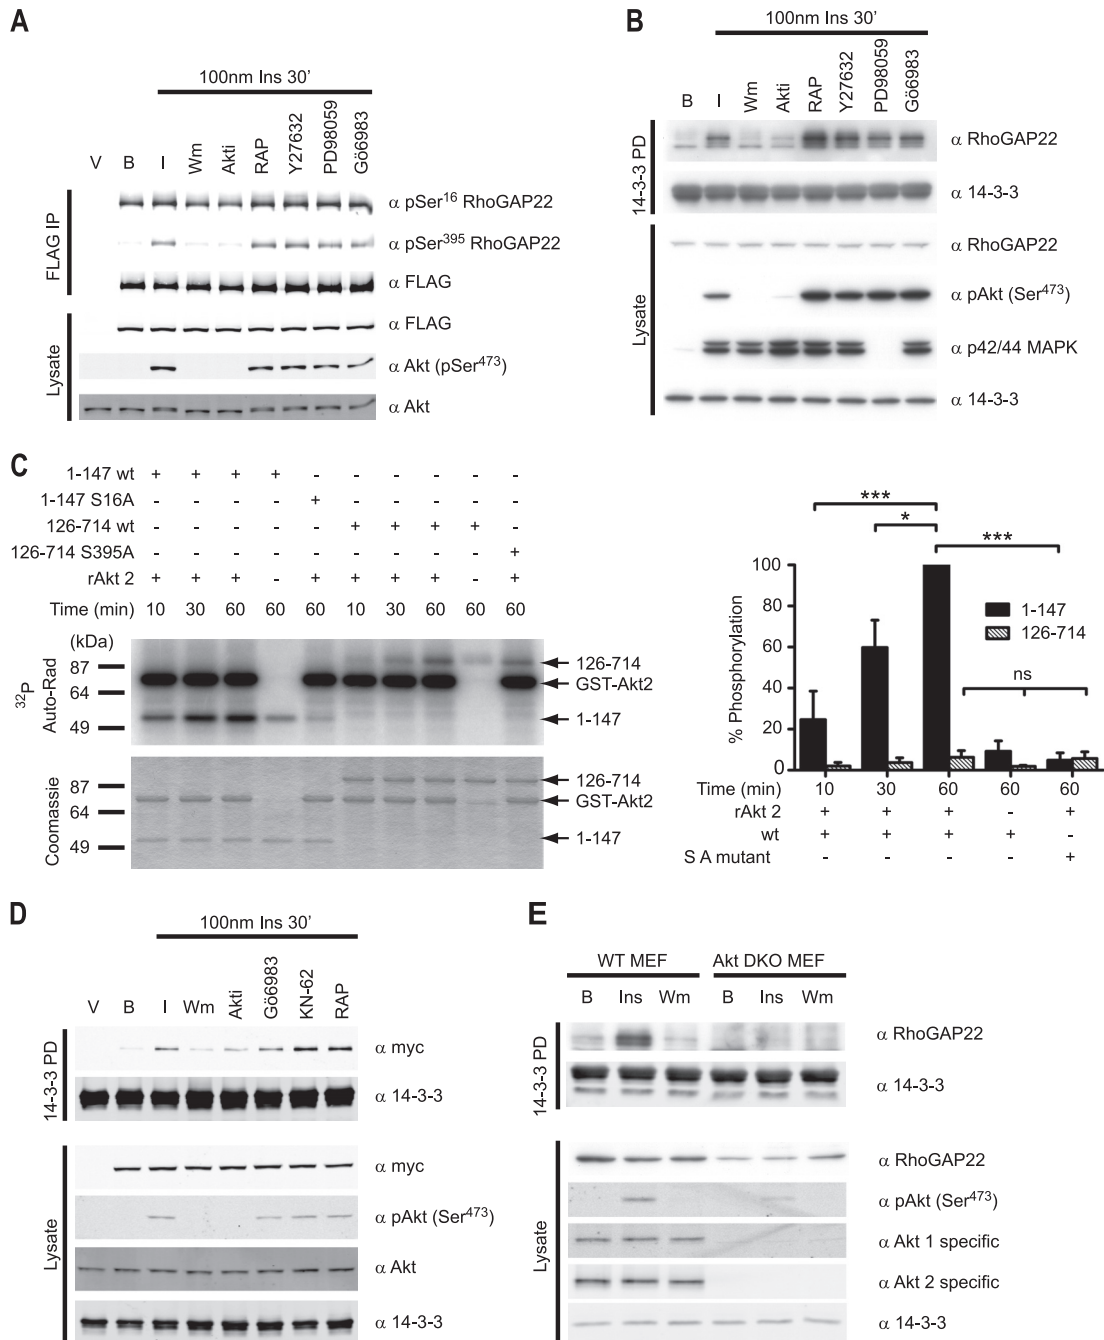 A
100nm Ins 30’
V B I Wm Akti RAP Y27632 PD98059 Gö6983
FLAG IP
α pSer16 RhoGAP22
α pSer395 RhoGAP22
α FLAG
Lysate
α FLAG
α Akt (pSer473)
α Akt
B
100nm Ins 30’
B I Wm Akti RAP Y27632 PD98059 Gö6983
14-3-3 PD
α RhoGAP22
α 14-3-3
Lysate
α RhoGAP22
α pAkt (Ser473)
α p42/44 MAPK
α 14-3-3
C
1-147 wt + + + + - - - - - -
1-147 S16A - - - - + - - - - -
126-714 wt - - - - - + + + + -
126-714 S395A - - - - - - - - - +
rAkt 2 + + + - + + + + - +
Time (min) 10 30 60 60 60 10 30 60 60 60
(kDa)
32P
Auto-Rad
87
64
49
126-714
GST-Akt2
1-147
Coomassie
87
64
49
126-714
GST-Akt2
1-147
***
*
***
% Phosphorylation
100
80
60
40
20
0
1-147
126-714
ns
Time (min) 10 30 60 60 60
rAkt 2 + + + - +
wt + + + + -
S A mutant - - - - +
D
100nm Ins 30’
V B I Wm Akti Gö6983 KN-62 RAP
14-3-3 PD
α myc
α 14-3-3
Lysate
α myc
α pAkt (Ser473)
α Akt
α 14-3-3
E
WT MEF Akt DKO MEF
B Ins Wm B Ins Wm
14-3-3 PD
α RhoGAP22
α 14-3-3
Lysate
α RhoGAP22
α pAkt (Ser473)
α Akt 1 specific
α Akt 2 specific
α 14-3-3